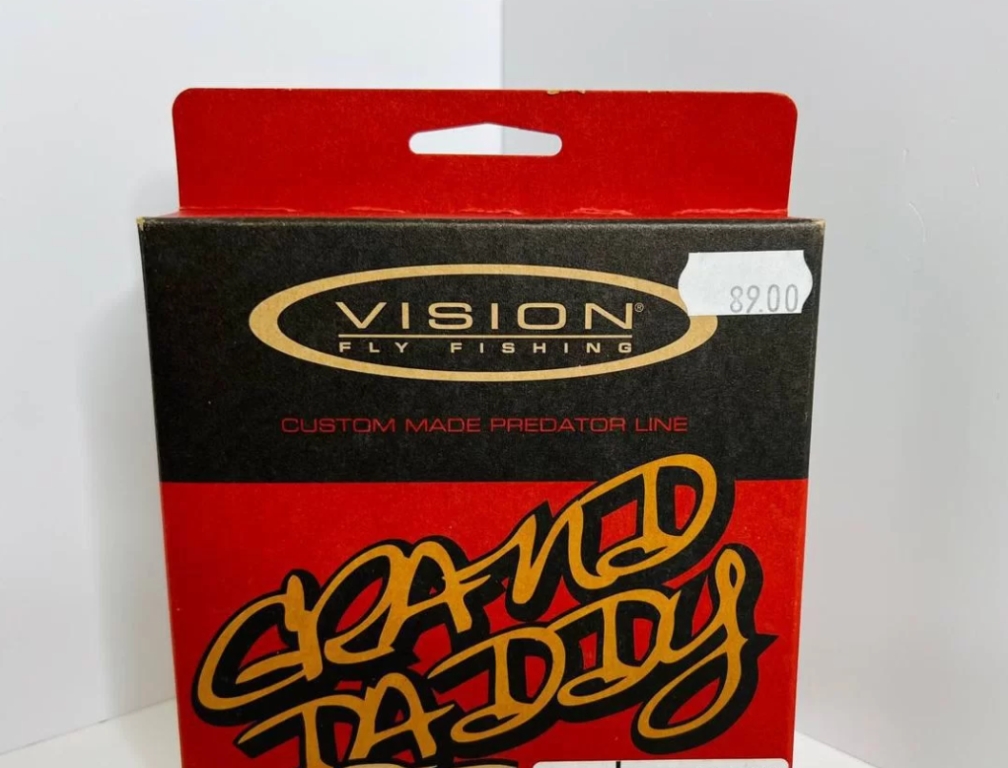 VISION®
FLY FISHING
89.00
CUSTOM MADE PREDATOR LINE
GRAND
DADDY